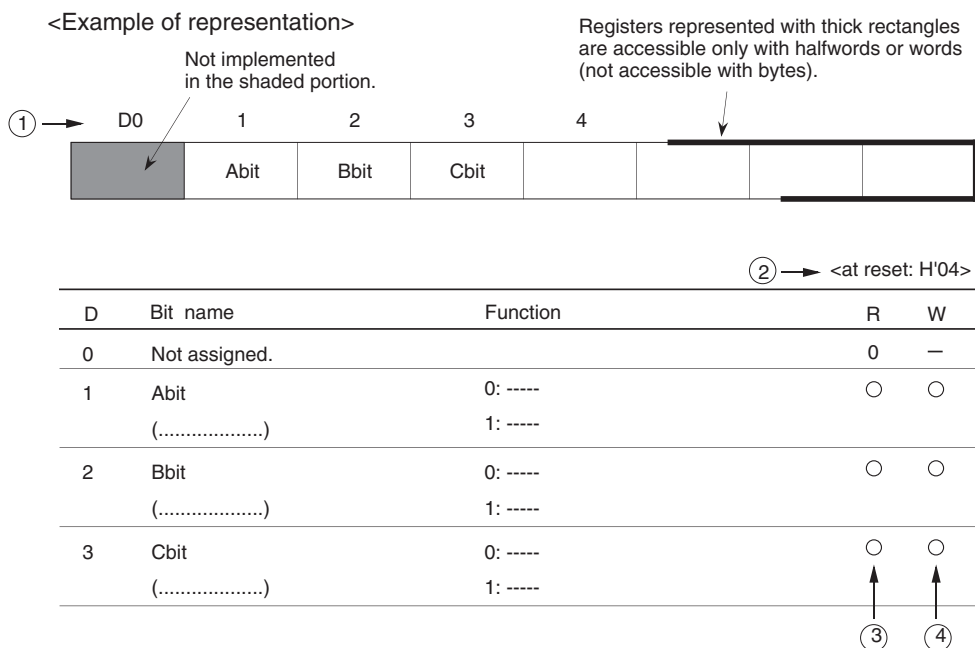 <Example of representation>
Registers represented with thick rectangles
are accessible only with halfwords or words
(not accessible with bytes).
Not implemented
in the shaded portion.
1 D0 1 2 3 4
Abit Bbit Cbit
2 <at reset: H'04>
D Bit name Function R W
0 Not assigned. 0 –
1 Abit 0: -----
(...................) 1: -----
2 Bbit 0: -----
(...................) 1: -----
3 Cbit 0: -----
(...................) 1: -----
3 4